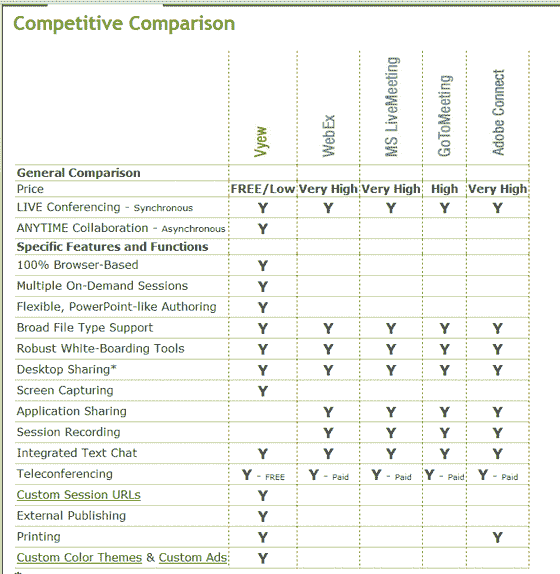 Competitive Comparison
Vyew WebEx MS LiveMeeting GoToMeeting Adobe Connect
General Comparison
Price FREE/Low Very High Very High High Very High
LIVE Conferencing - Synchronous Y Y Y Y Y
ANYTIME Collaboration - Asynchronous Y
Specific Features and Functions
100% Browser-Based Y
Multiple On-Demand Sessions Y
Flexible, PowerPoint-like Authoring Y
Broad File Type Support Y Y Y Y Y
Robust White-Boarding Tools Y Y Y Y Y
Desktop Sharing* Y Y Y Y Y
Screen Capturing Y
Application Sharing Y Y Y Y
Session Recording Y Y Y Y
Integrated Text Chat Y Y Y Y Y
Teleconferencing Y - FREE Y - Paid Y - Paid Y - Paid Y - Paid
Custom Session URLs Y
External Publishing Y
Printing Y Y
Custom Color Themes & Custom Ads Y